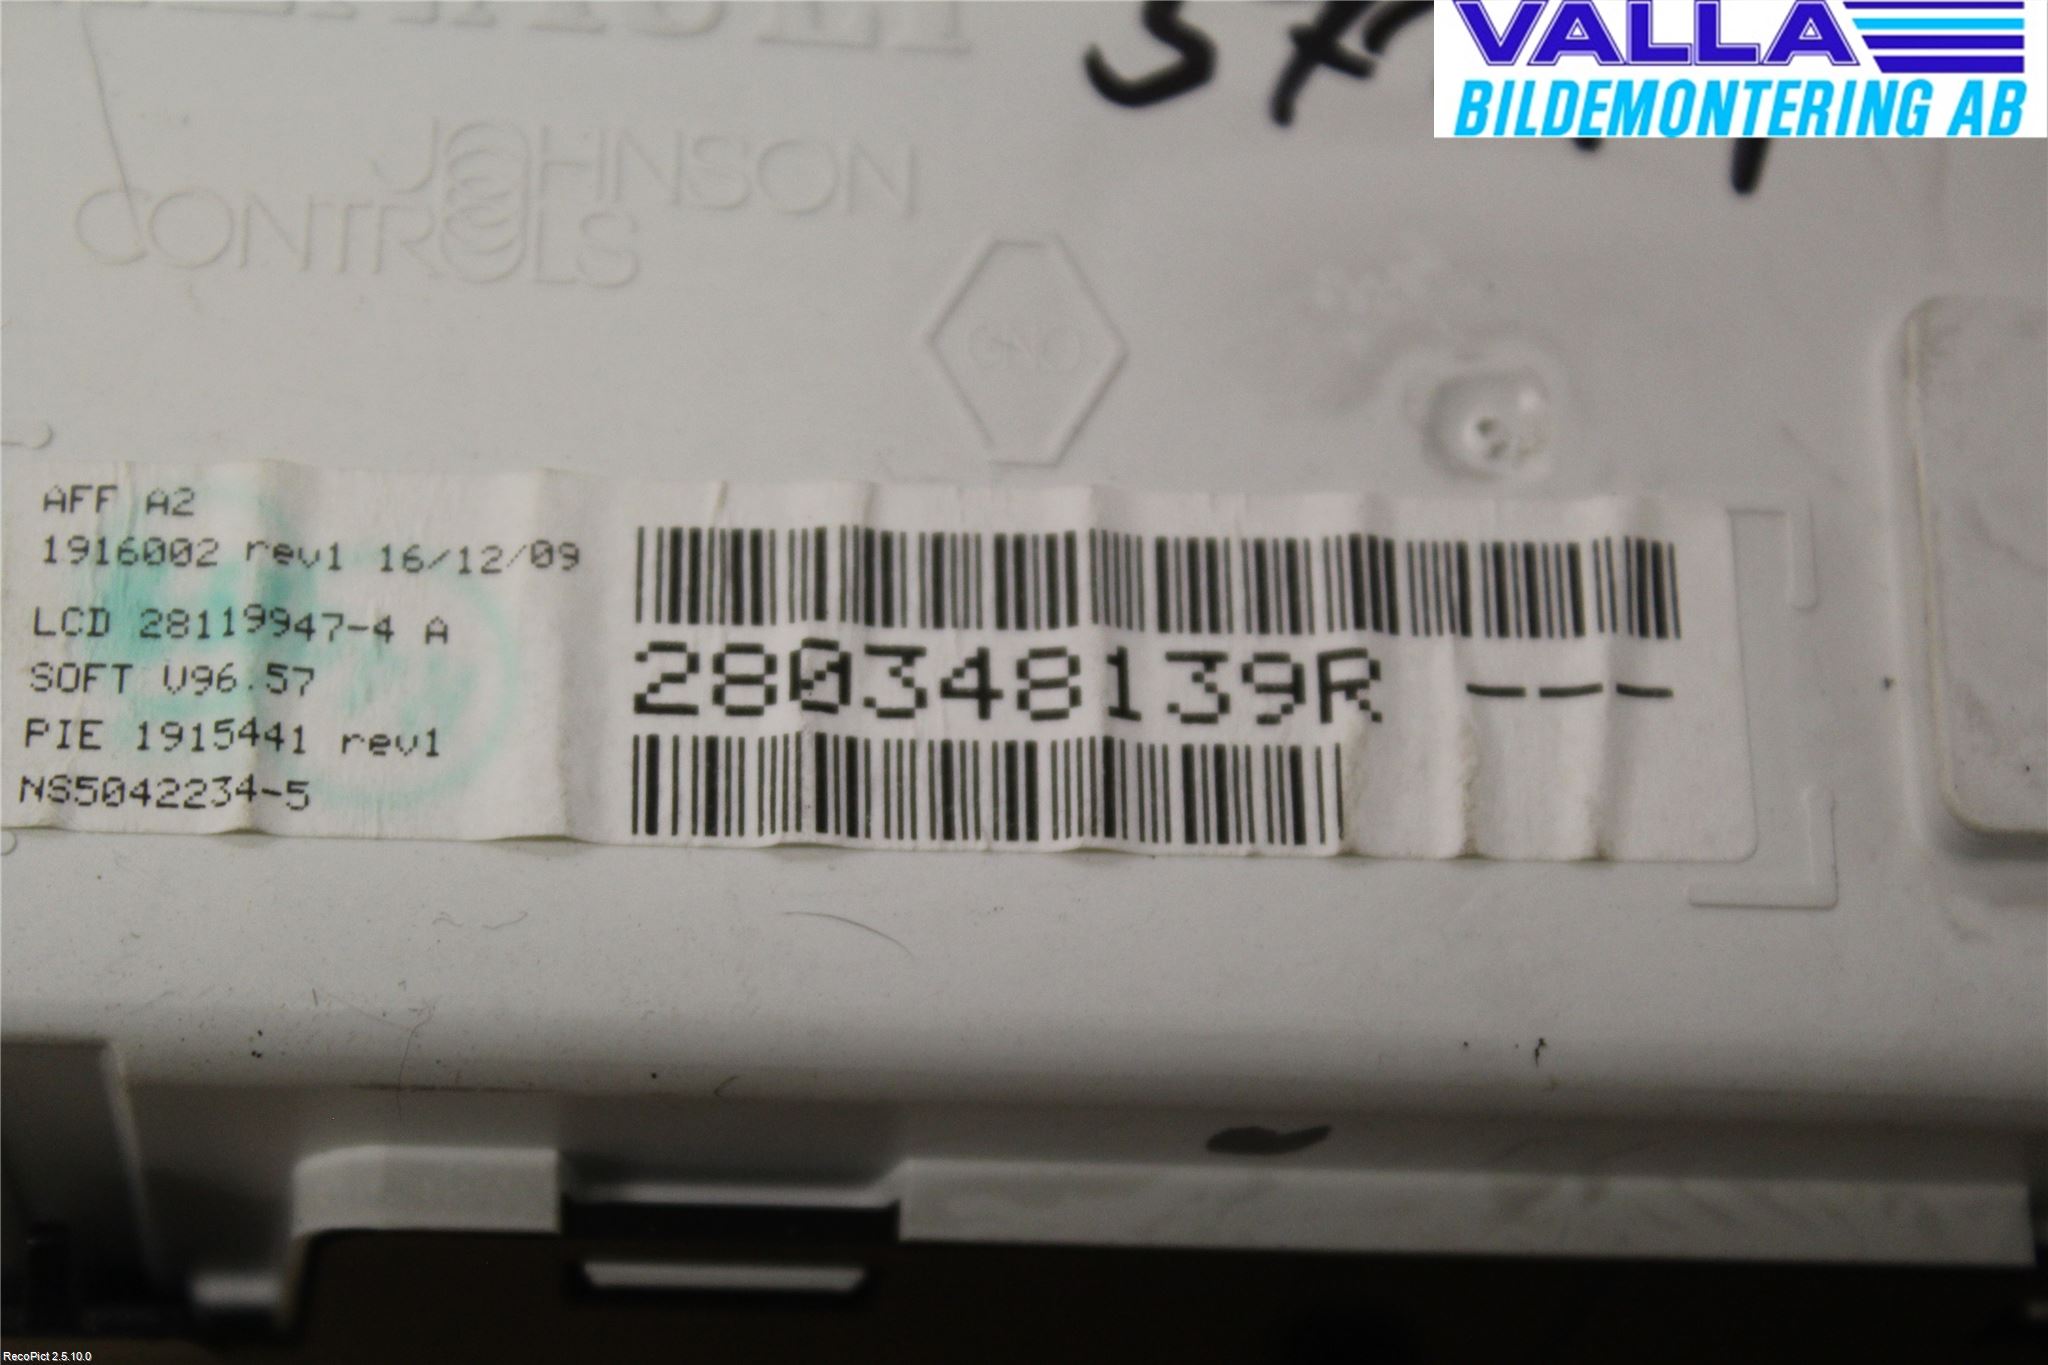 VALLA
BILDEMONTERING AB
JOHNSON
CONTROLS
AFF A2
1916002 rev1 16/12/09
LCD 28119947-4 A
SOFT V96.57
PIE 1915441 rev1
NS5042234-5
280348139R ---
RecoPict 2.5.10.0